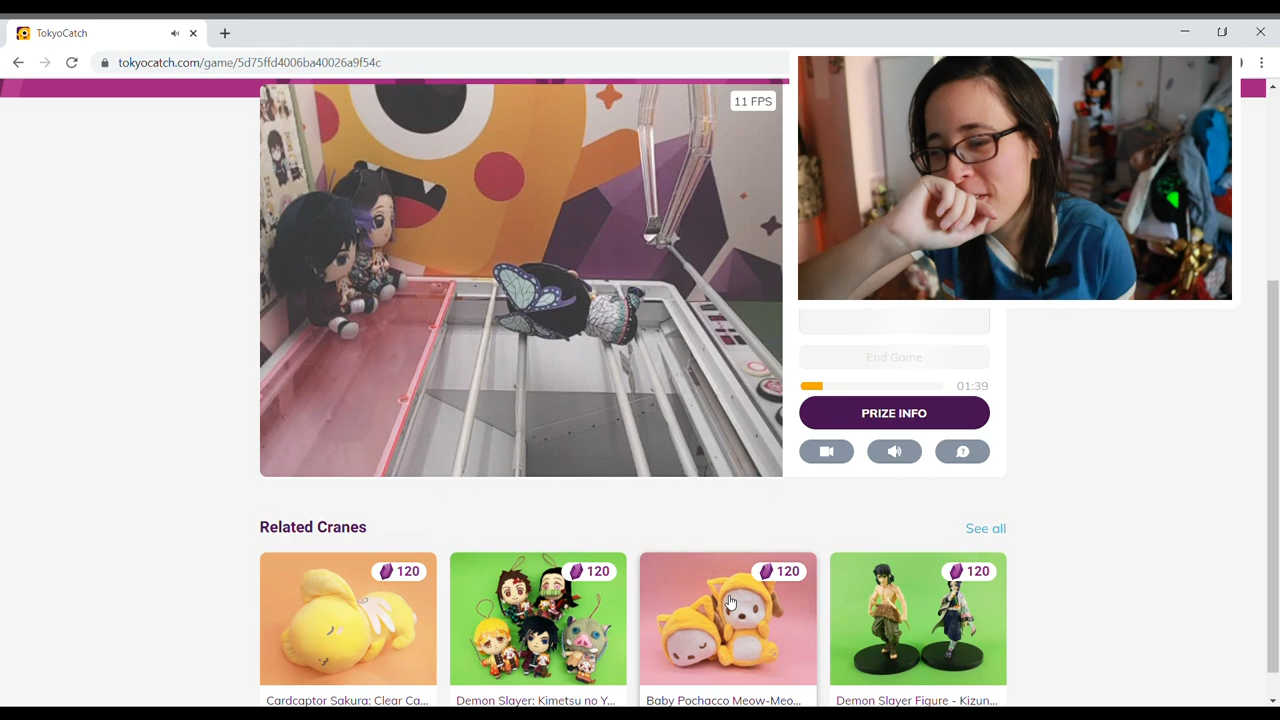 TokyoCatch
tokyocatch.com/game/5d75ffd4006ba40026a9f54c
11 FPS
End Game
01:39
PRIZE INFO
Related Cranes
See all
120
120
120
120
Cardcaptor Sakura: Clear Ca...
Demon Slayer: Kimetsu no Y...
Baby Pochacco Meow-Meo...
Demon Slayer Figure - Kizun...